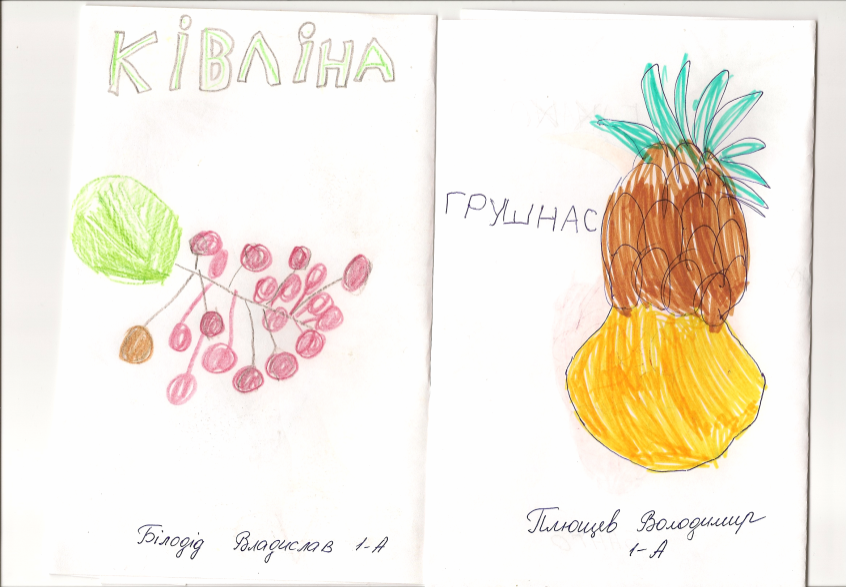 КІВЛІНА
Білодід Владислав 1-А
ГРУШНАС
Плющев Володимир
1-А